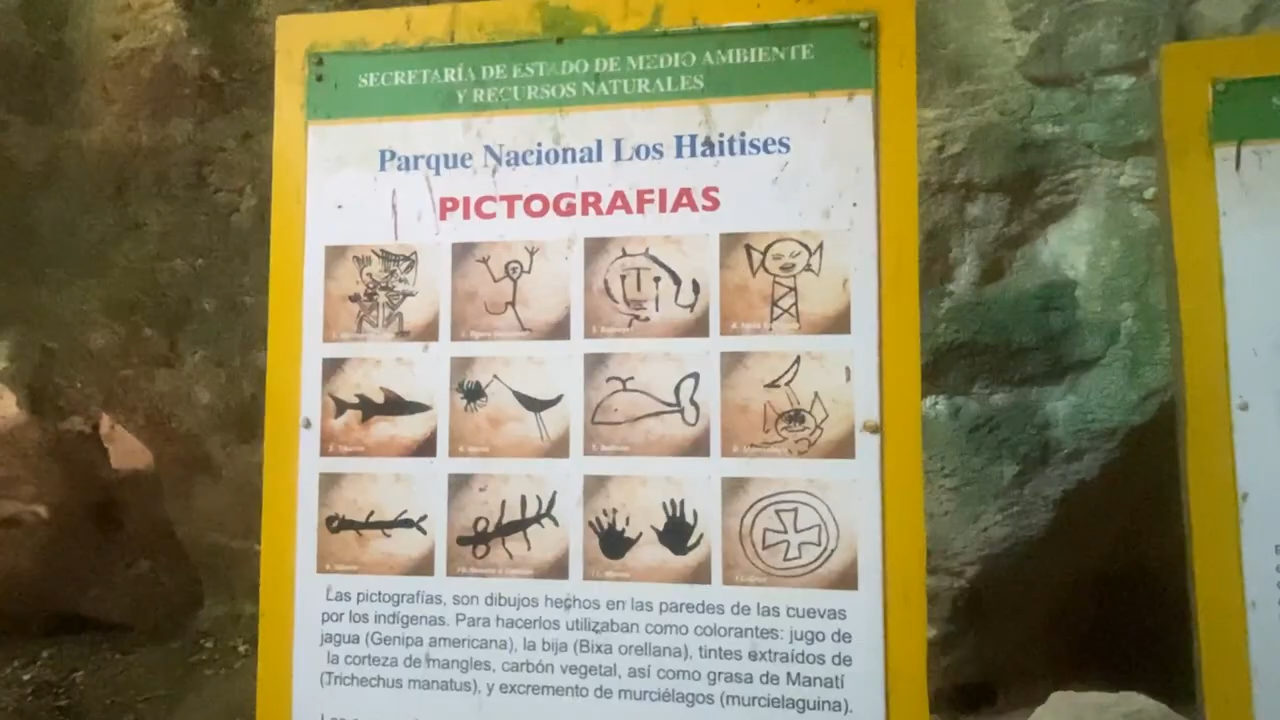 SECRETARÍA DE ESTADO DE MEDIO AMBIENTE
Y RECURSOS NATURALES
Parque Nacional Los Haitises
PICTOGRAFIAS
Las pictografías, son dibujos hechos en las paredes de las cuevas
por los indígenas. Para hacerlos utilizaban como colorantes: jugo de
jagua (Genipa americana), la bija (Bixa orellana), tintes extraídos de
la corteza de mangles, carbón vegetal, así como grasa de Manatí
(Trichechus manatus), y excremento de murciélagos (murcielaguina).